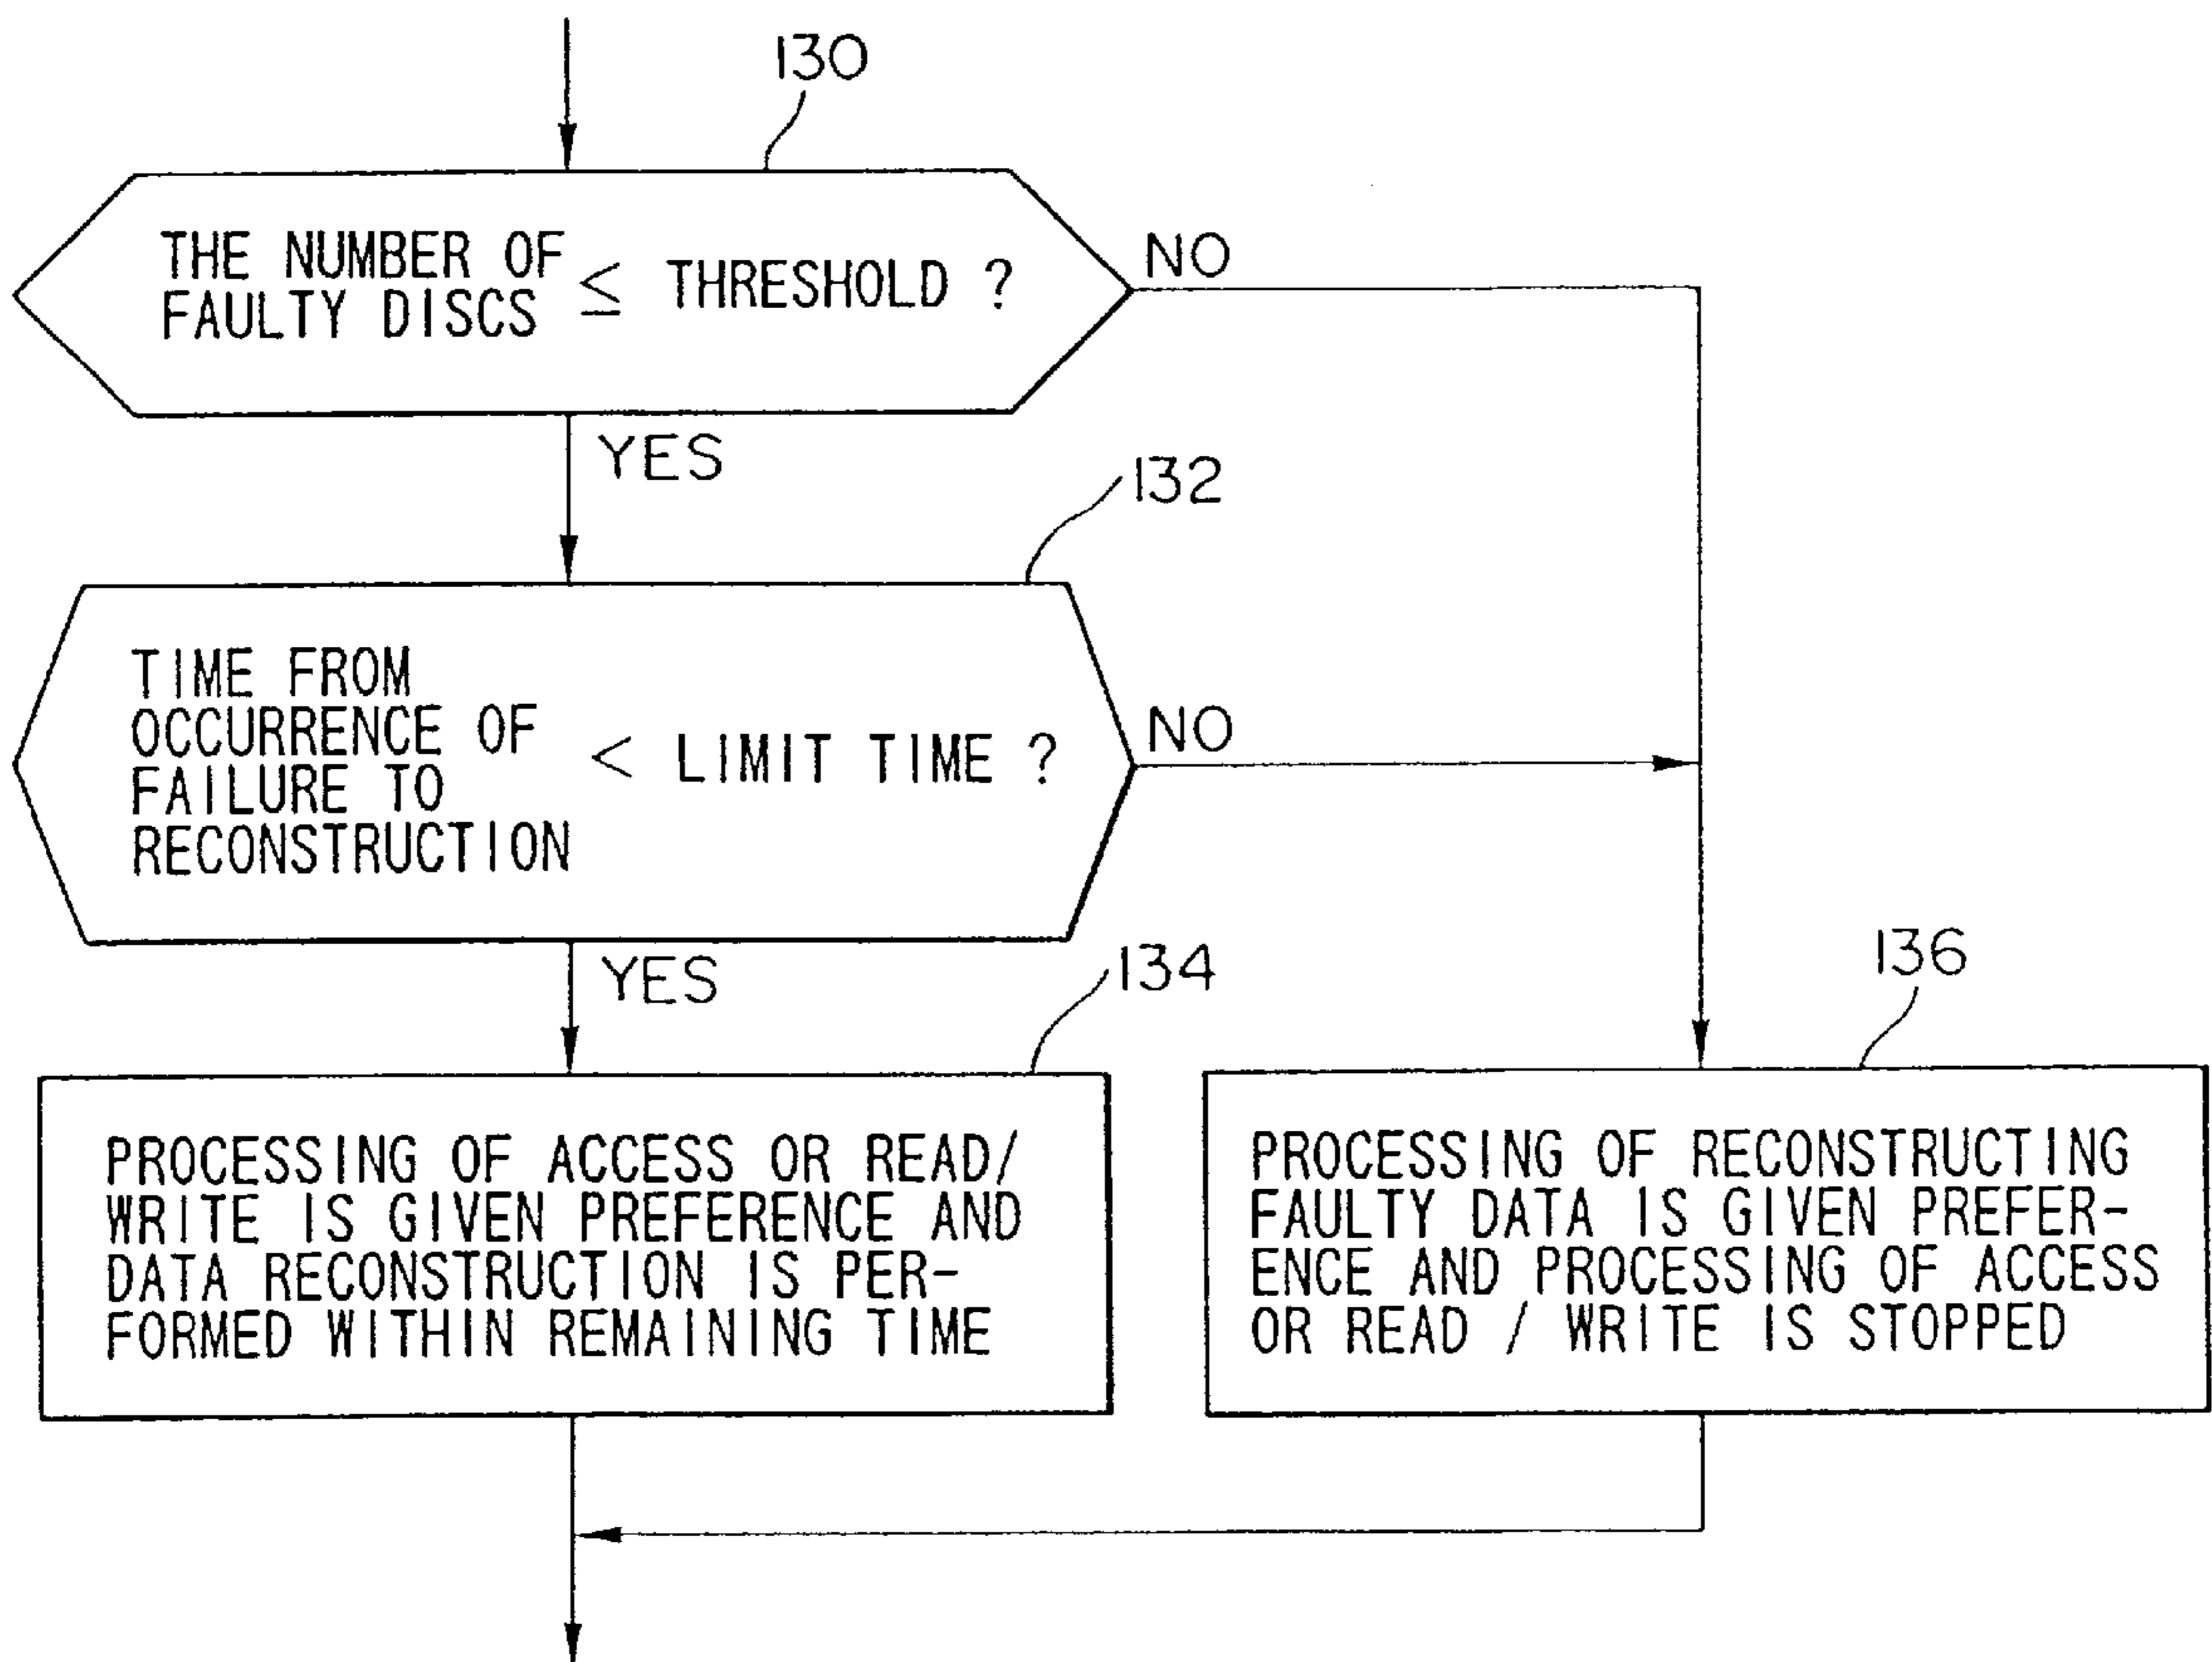 130
THE NUMBER OF
FAULTY DISCS ≤ THRESHOLD ?
NO
YES
132
TIME FROM
OCCURRENCE OF
FAILURE TO
RECONSTRUCTION
< LIMIT TIME ?
NO
YES
134
136
PROCESSING OF ACCESS OR READ/
WRITE IS GIVEN PREFERENCE AND
DATA RECONSTRUCTION IS PER-
FORMED WITHIN REMAINING TIME
PROCESSING OF RECONSTRUCTING
FAULTY DATA IS GIVEN PREFER-
ENCE AND PROCESSING OF ACCESS
OR READ / WRITE IS STOPPED